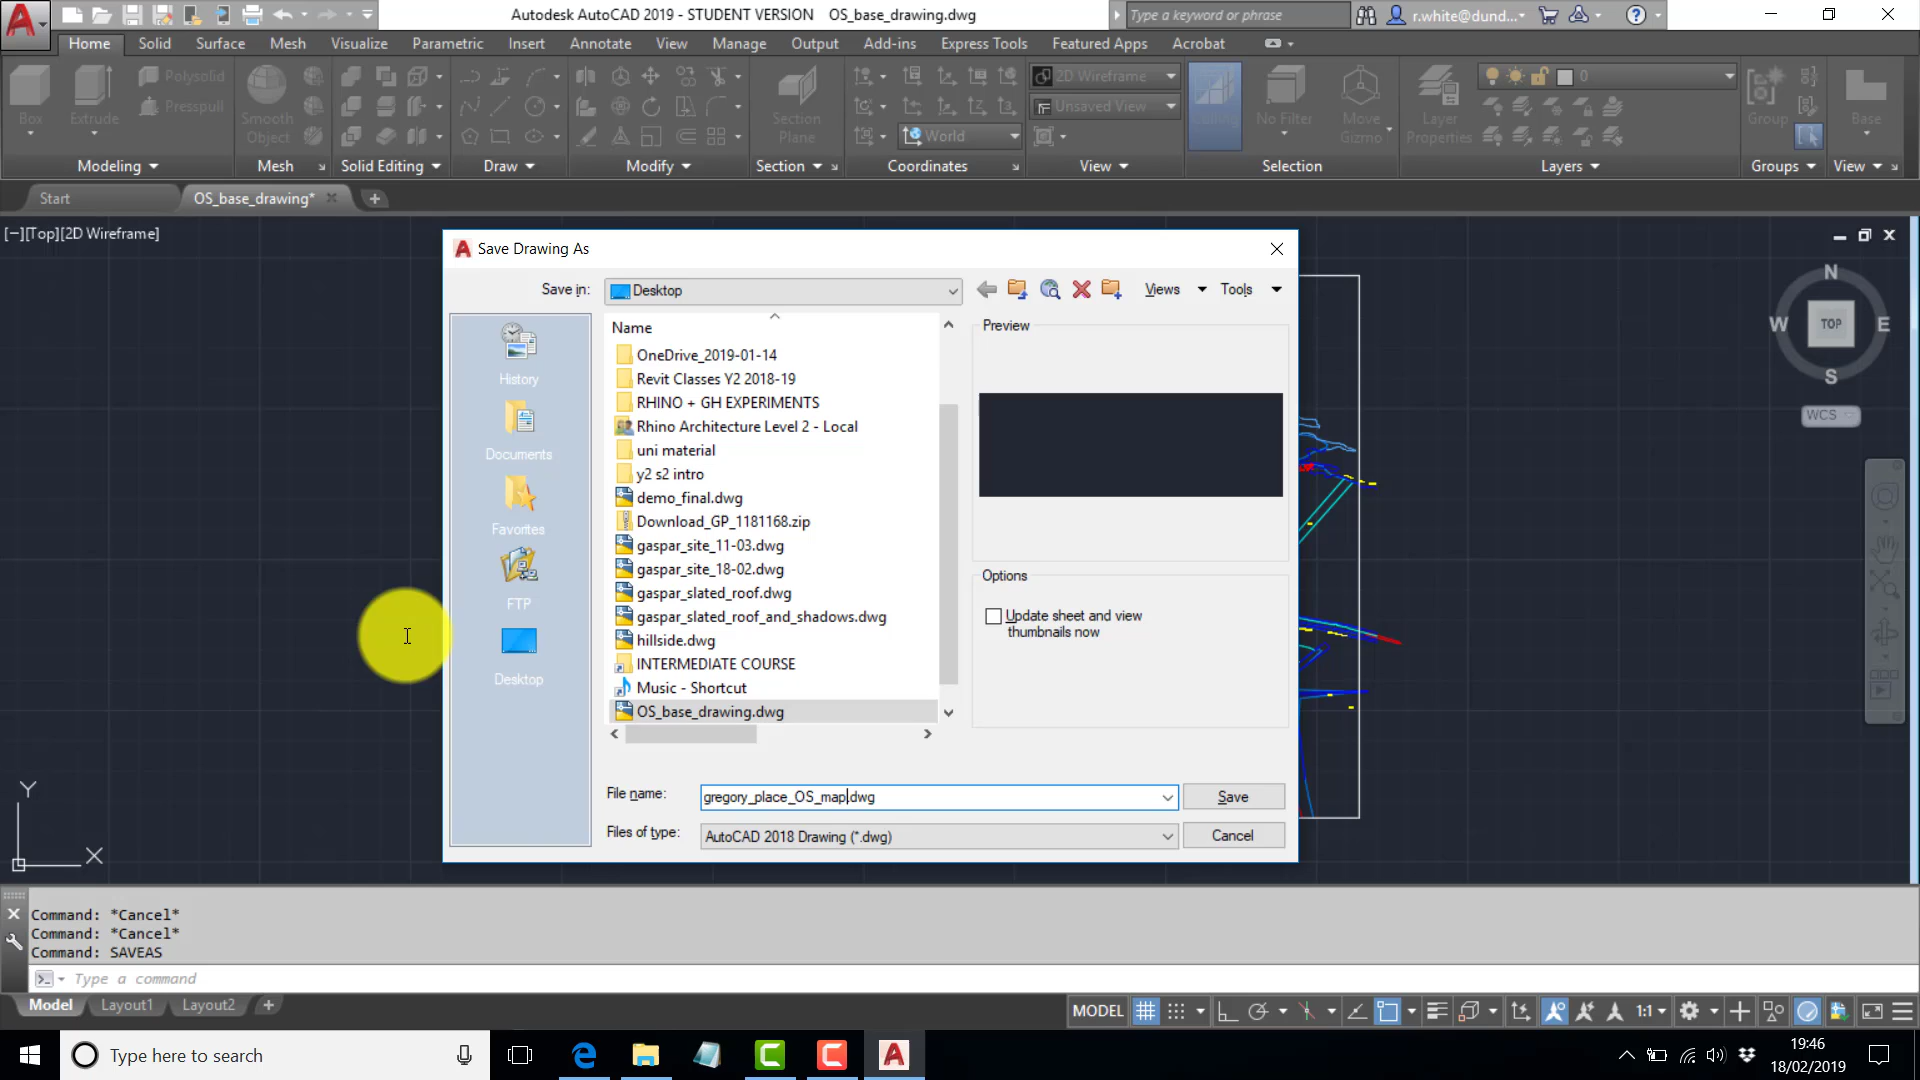 Autodesk AutoCAD 2019 - STUDENT VERSION OS_base_drawing.dwg
Type a keyword or phrase
r.white@dund...
Home Solid Surface Mesh Visualize Parametric Insert Annotate View Manage Output Add-ins Express Tools Featured Apps Acrobat
Polysolid
Presspull
Box
Extrude
Smooth
Object
Section
Plane
World
2D Wireframe
Unsaved View
Culling
No Filter
Move
Gizmo
Layer
Properties
0
Group
Base
Modeling Mesh Solid Editing Draw Modify Section Coordinates View Selection Layers Groups View
Start
OS_base_drawing*
[−][Top][2D Wireframe]
Save Drawing As
Save in:
Desktop
Views
Tools
History
Documents
Favorites
FTP
Desktop
Name
OneDrive_2019-01-14
Revit Classes Y2 2018-19
RHINO + GH EXPERIMENTS
Rhino Architecture Level 2 - Local
uni material
y2 s2 intro
demo_final.dwg
Download_GP_1181168.zip
gaspar_site_11-03.dwg
gaspar_site_18-02.dwg
gaspar_slated_roof.dwg
gaspar_slated_roof_and_shadows.dwg
hillside.dwg
INTERMEDIATE COURSE
Music - Shortcut
OS_base_drawing.dwg
Preview
Options
Update sheet and view
thumbnails now
File name:
gregory_place_OS_map.dwg
Save
Files of type:
AutoCAD 2018 Drawing (*.dwg)
Cancel
N
W
TOP
E
S
WCS
Y
X
Command: *Cancel*
Command: *Cancel*
Command: SAVEAS
Type a command
Model Layout1 Layout2
MODEL
1:1
Type here to search
19:46
18/02/2019